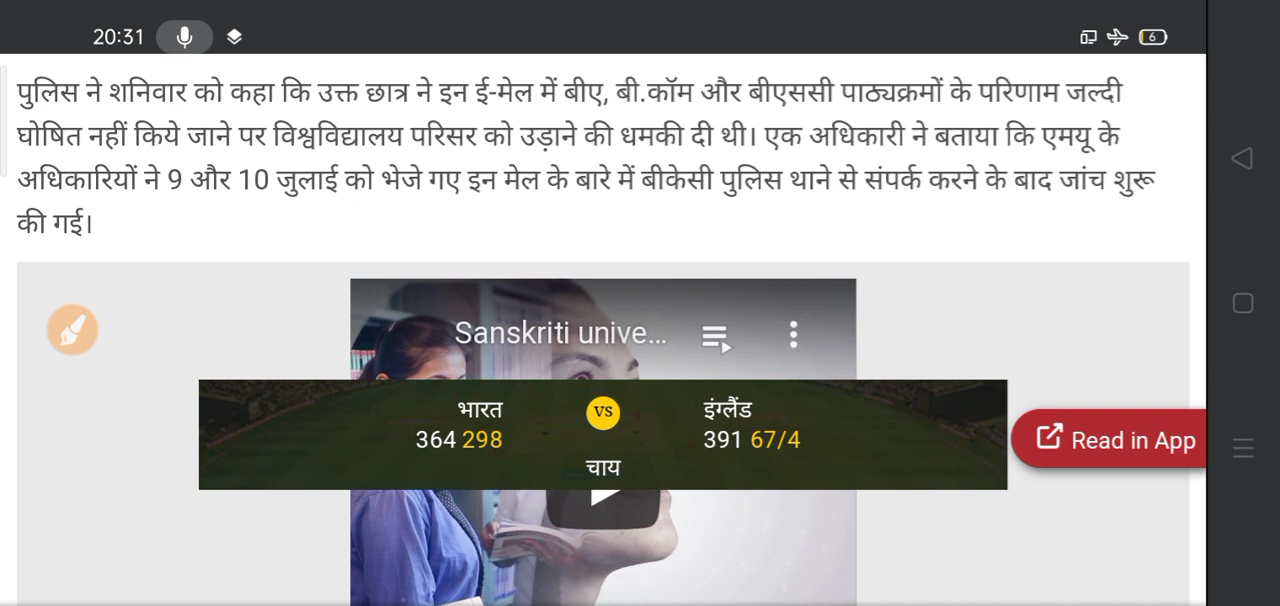 20:31
6
पुलिस ने शनिवार को कहा कि उक्त छात्र ने इन ई-मेल में बीए, बी.कॉम और बीएससी पाठ्यक्रमों के परिणाम जल्दी
घोषित नहीं किये जाने पर विश्वविद्यालय परिसर को उड़ाने की धमकी दी थी। एक अधिकारी ने बताया कि एमयू के
अधिकारियों ने 9 और 10 जुलाई को भेजे गए इन मेल के बारे में बीकेसी पुलिस थाने से संपर्क करने के बाद जांच शुरू
की गई।
Sanskriti unive...
भारत VS इंग्लैंड
364 298 391 67/4
चाय
Read in App